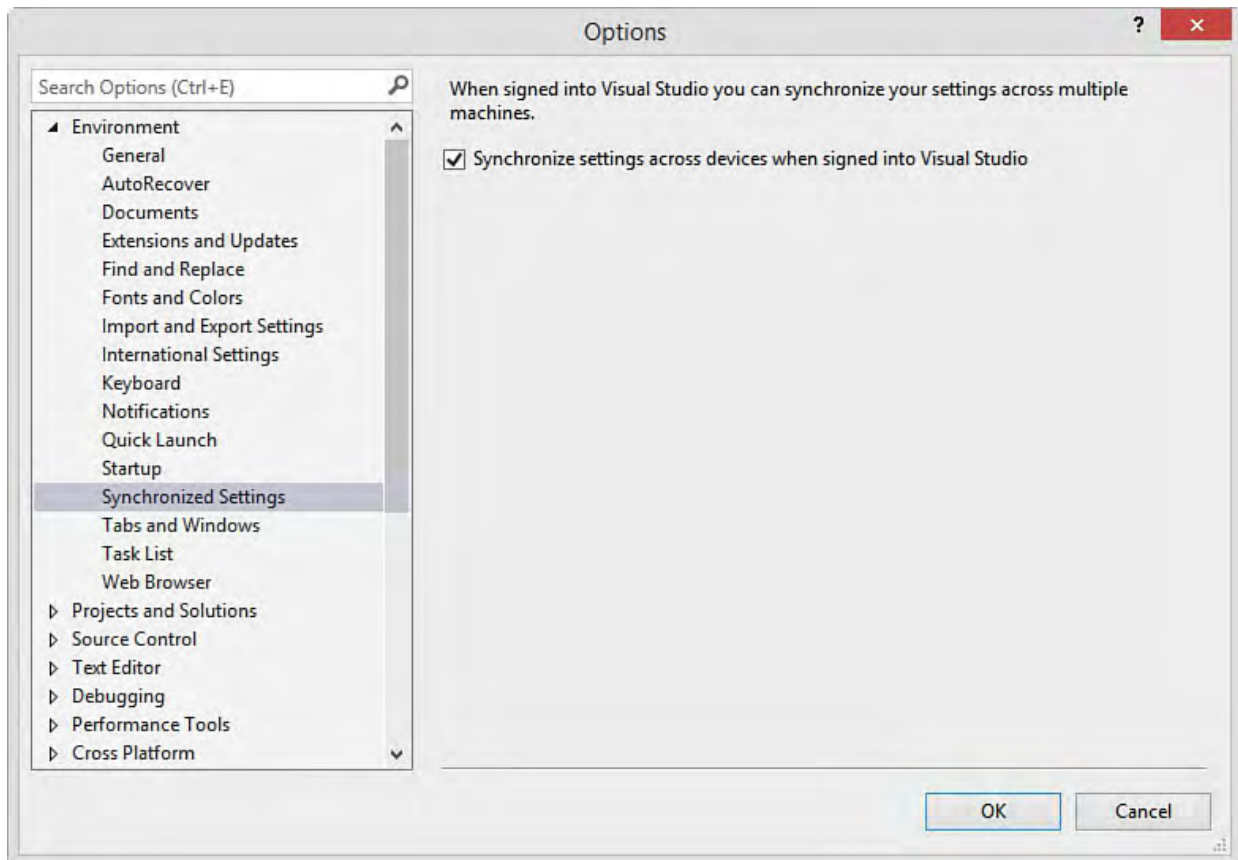 Options
?
Search Options (Ctrl+E)
Environment
General
AutoRecover
Documents
Extensions and Updates
Find and Replace
Fonts and Colors
Import and Export Settings
International Settings
Keyboard
Notifications
Quick Launch
Startup
Synchronized Settings
Tabs and Windows
Task List
Web Browser
Projects and Solutions
Source Control
Text Editor
Debugging
Performance Tools
Cross Platform
When signed into Visual Studio you can synchronize your settings across multiple
machines.
Synchronize settings across devices when signed into Visual Studio
OK
Cancel